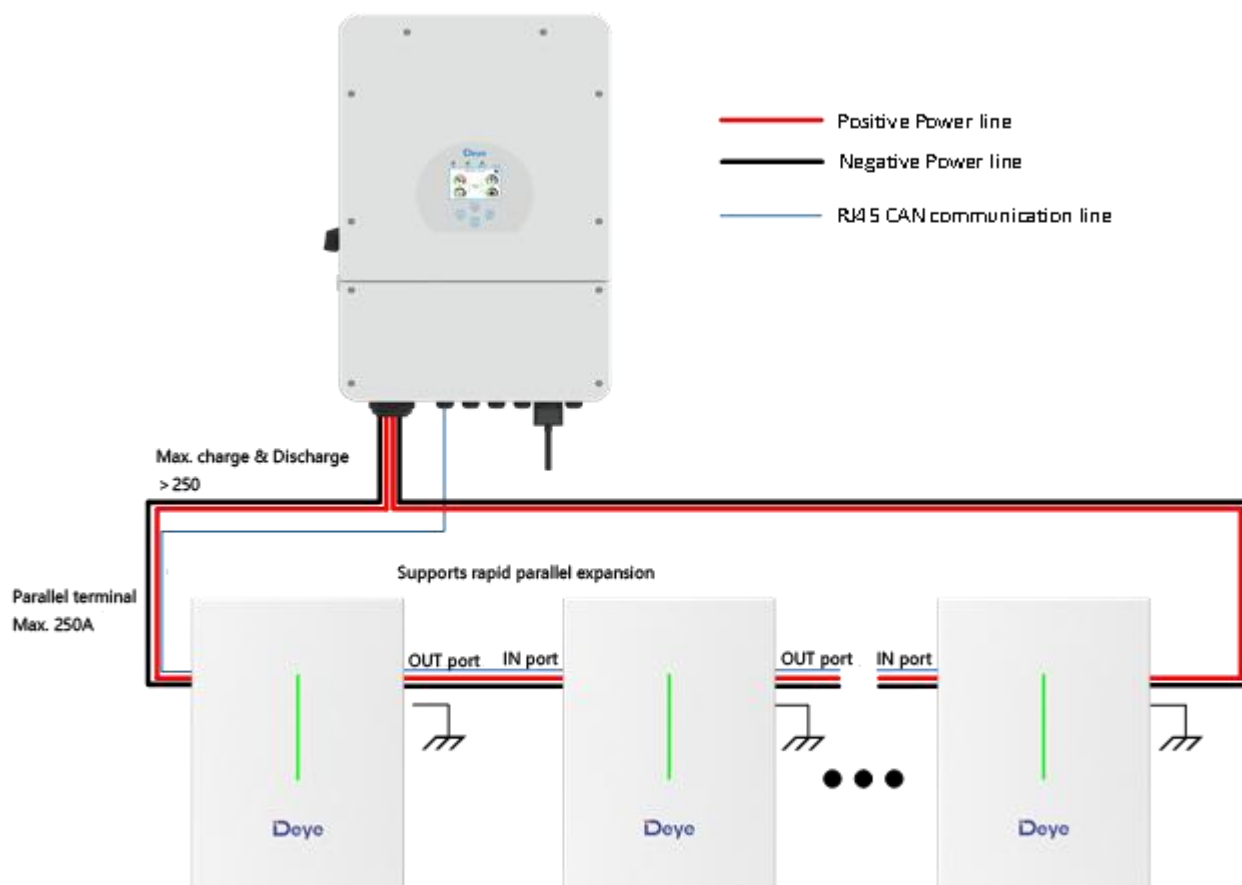 Deye
Positive Power line
Negative Power line
RJ45 CAN communication line
Max. charge & Discharge
> 250
Supports rapid parallel expansion
Parallel terminal
Max. 250A
OUT port
IN port
OUT port
IN port
Deye
Deye
Deye